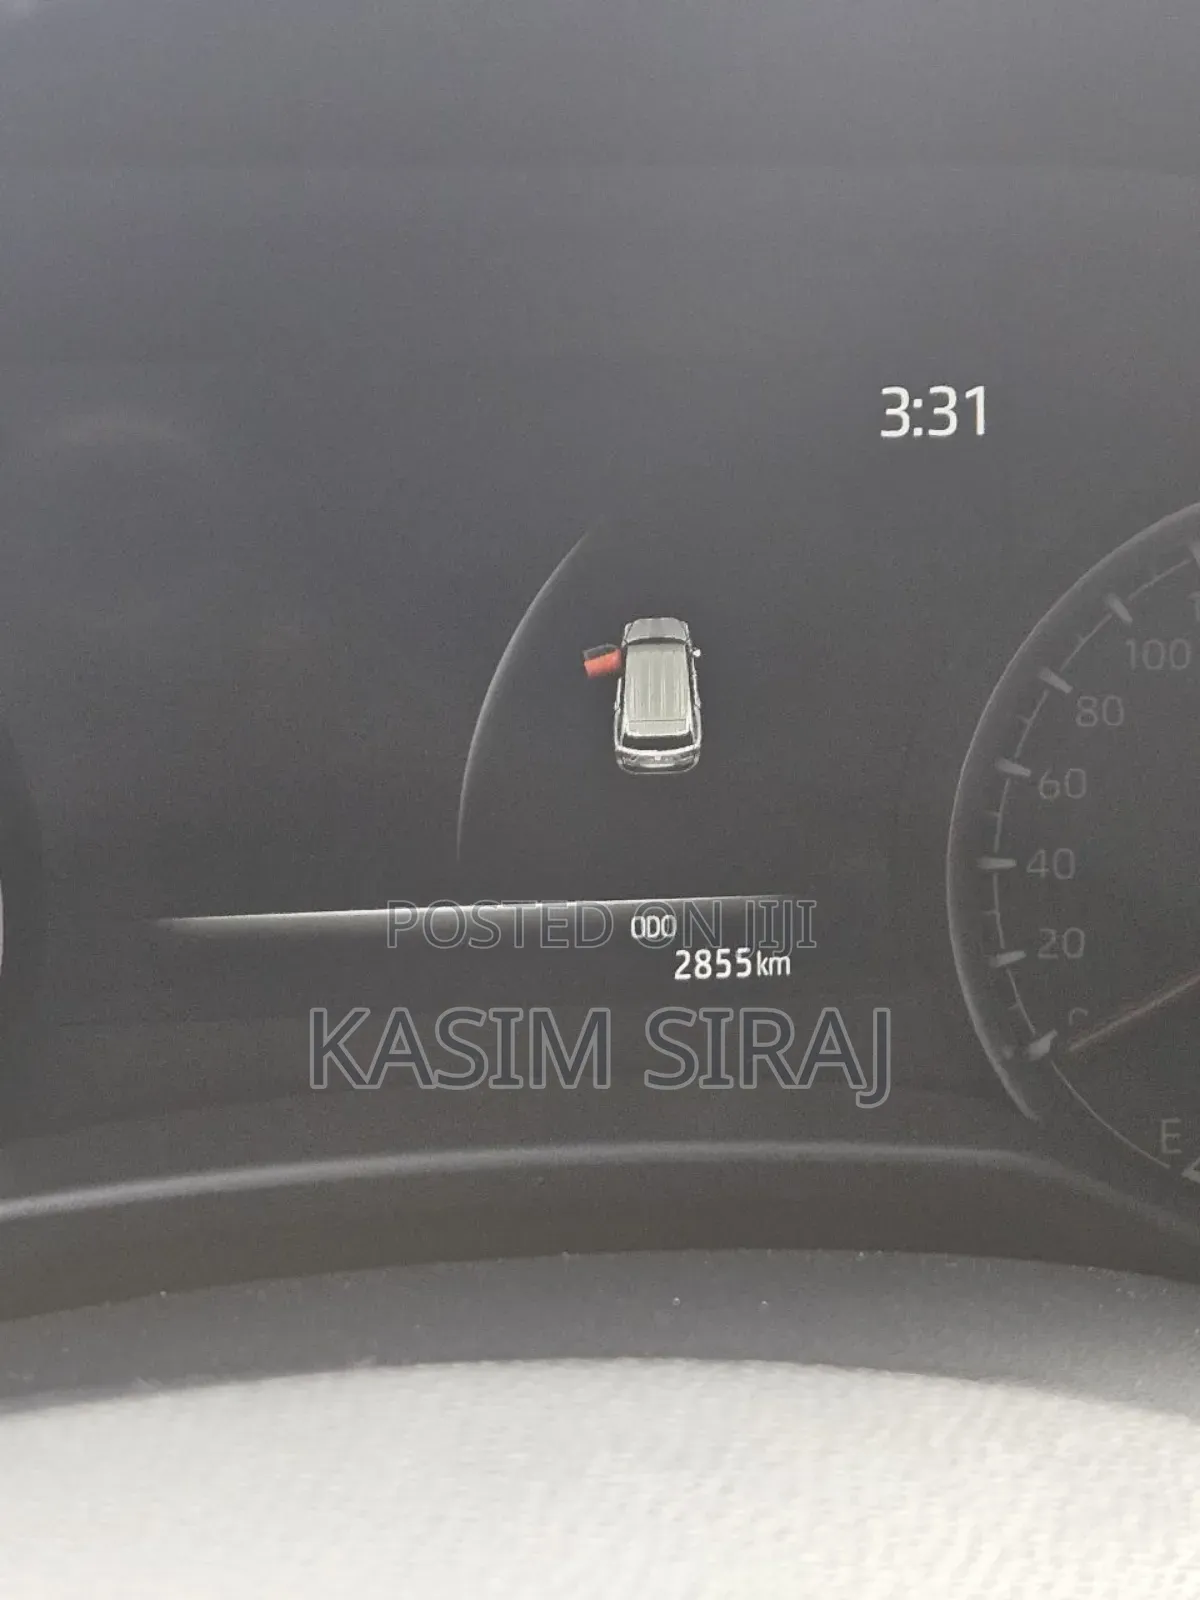 3:31
100
80
60
40
20
POSTED ON JIJI
ODO
2855km
KASIM SIRAJ
E